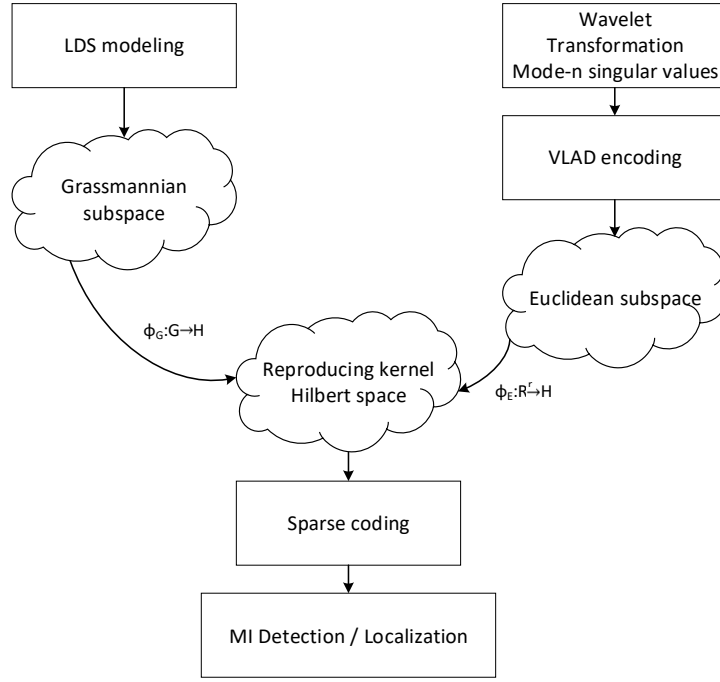 LDS modeling
Wavelet
Transformation
Mode-n singular values
VLAD encoding
Grassmannian
subspace
Euclidean subspace
ϕG:G→H
Reproducing kernel
Hilbert space
ϕE:Rr→H
Sparse coding
MI Detection / Localization